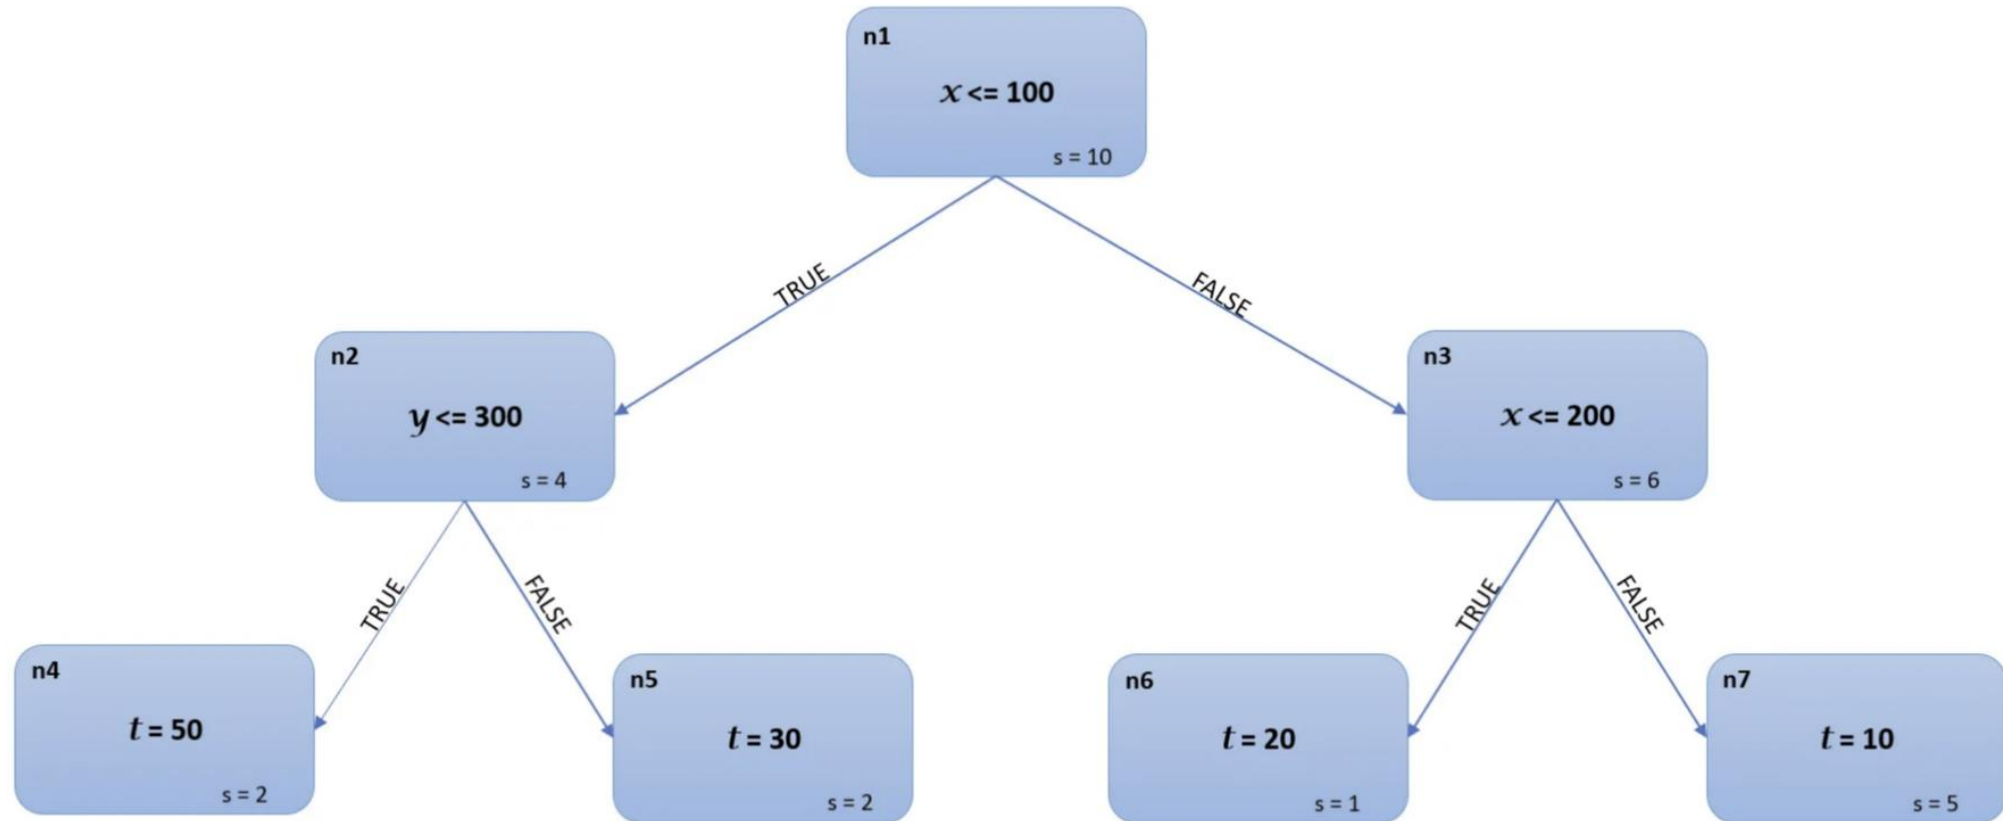 n1
x <= 100
s = 10
TRUE
FALSE
n2
y <= 300
s = 4
n3
x <= 200
s = 6
TRUE
FALSE
TRUE
FALSE
n4
t = 50
s = 2
n5
t = 30
s = 2
n6
t = 20
s = 1
n7
t = 10
s = 5